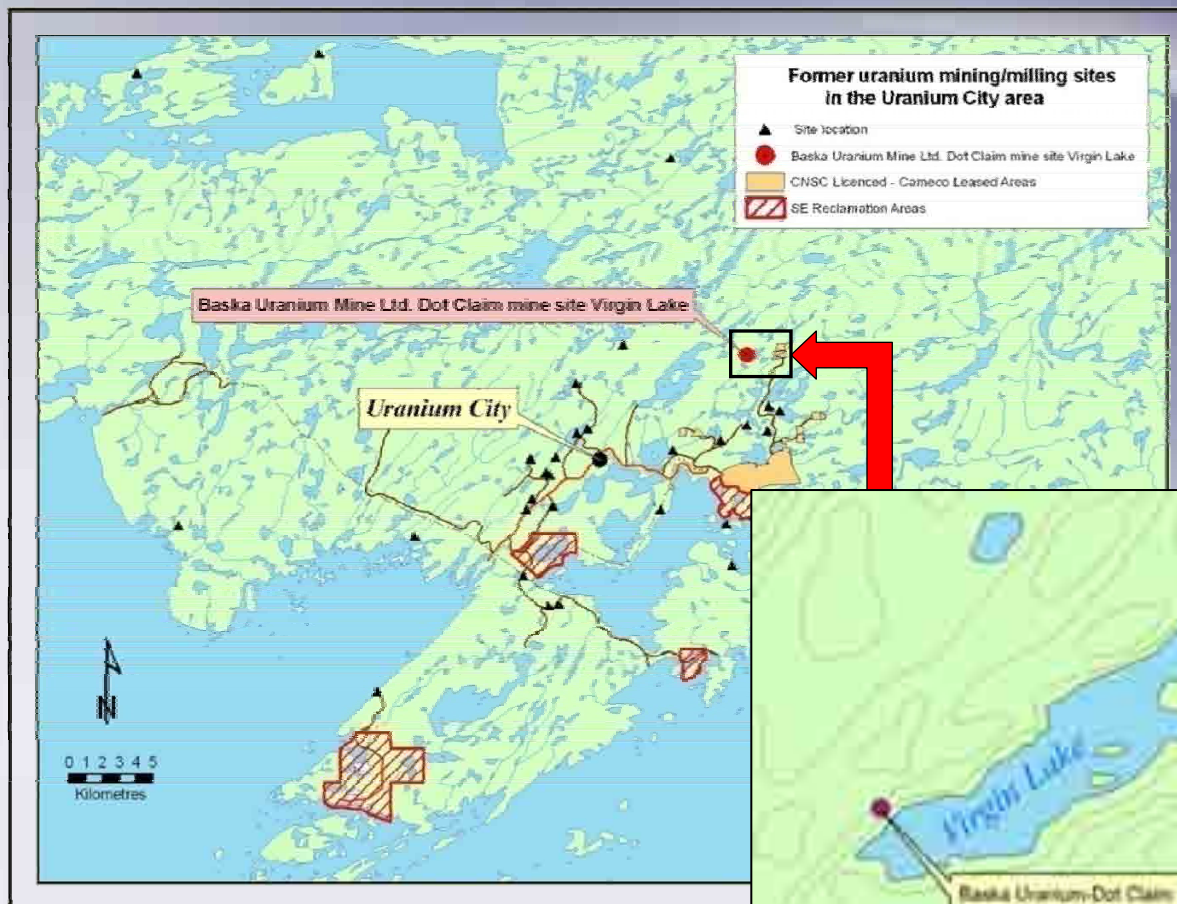 Former uranium mining/milling sites
in the Uranium City area
Site location
Baska Uranium Mine Ltd. Dot Claim mine site Virgin Lake
CNSC Licenced - Cameco Leased Areas
SE Reclamation Areas
Baska Uranium Mine Ltd. Dot Claim mine site Virgin Lake
Uranium City
N
0 1 2 3 4 5
Kilometres
Virgin Lake
Baska Uranium-Dot Claim